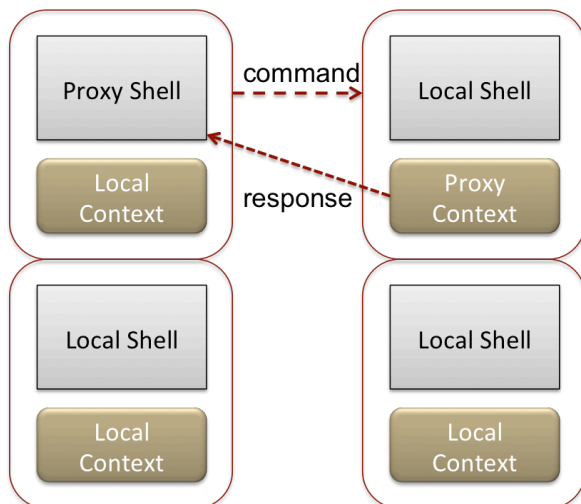 Proxy Shell
command
Local Shell
Local
Context
response
Proxy
Context
Local Shell
Local Shell
Local
Context
Local
Context